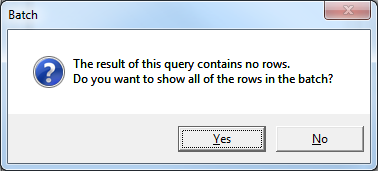 Batch
The result of this query contains no rows.
Do you want to show all of the rows in the batch?
Yes
No